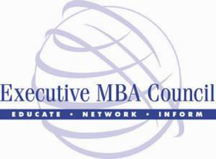 Executive MBA Council
EDUCATE • NETWORK • INFORM